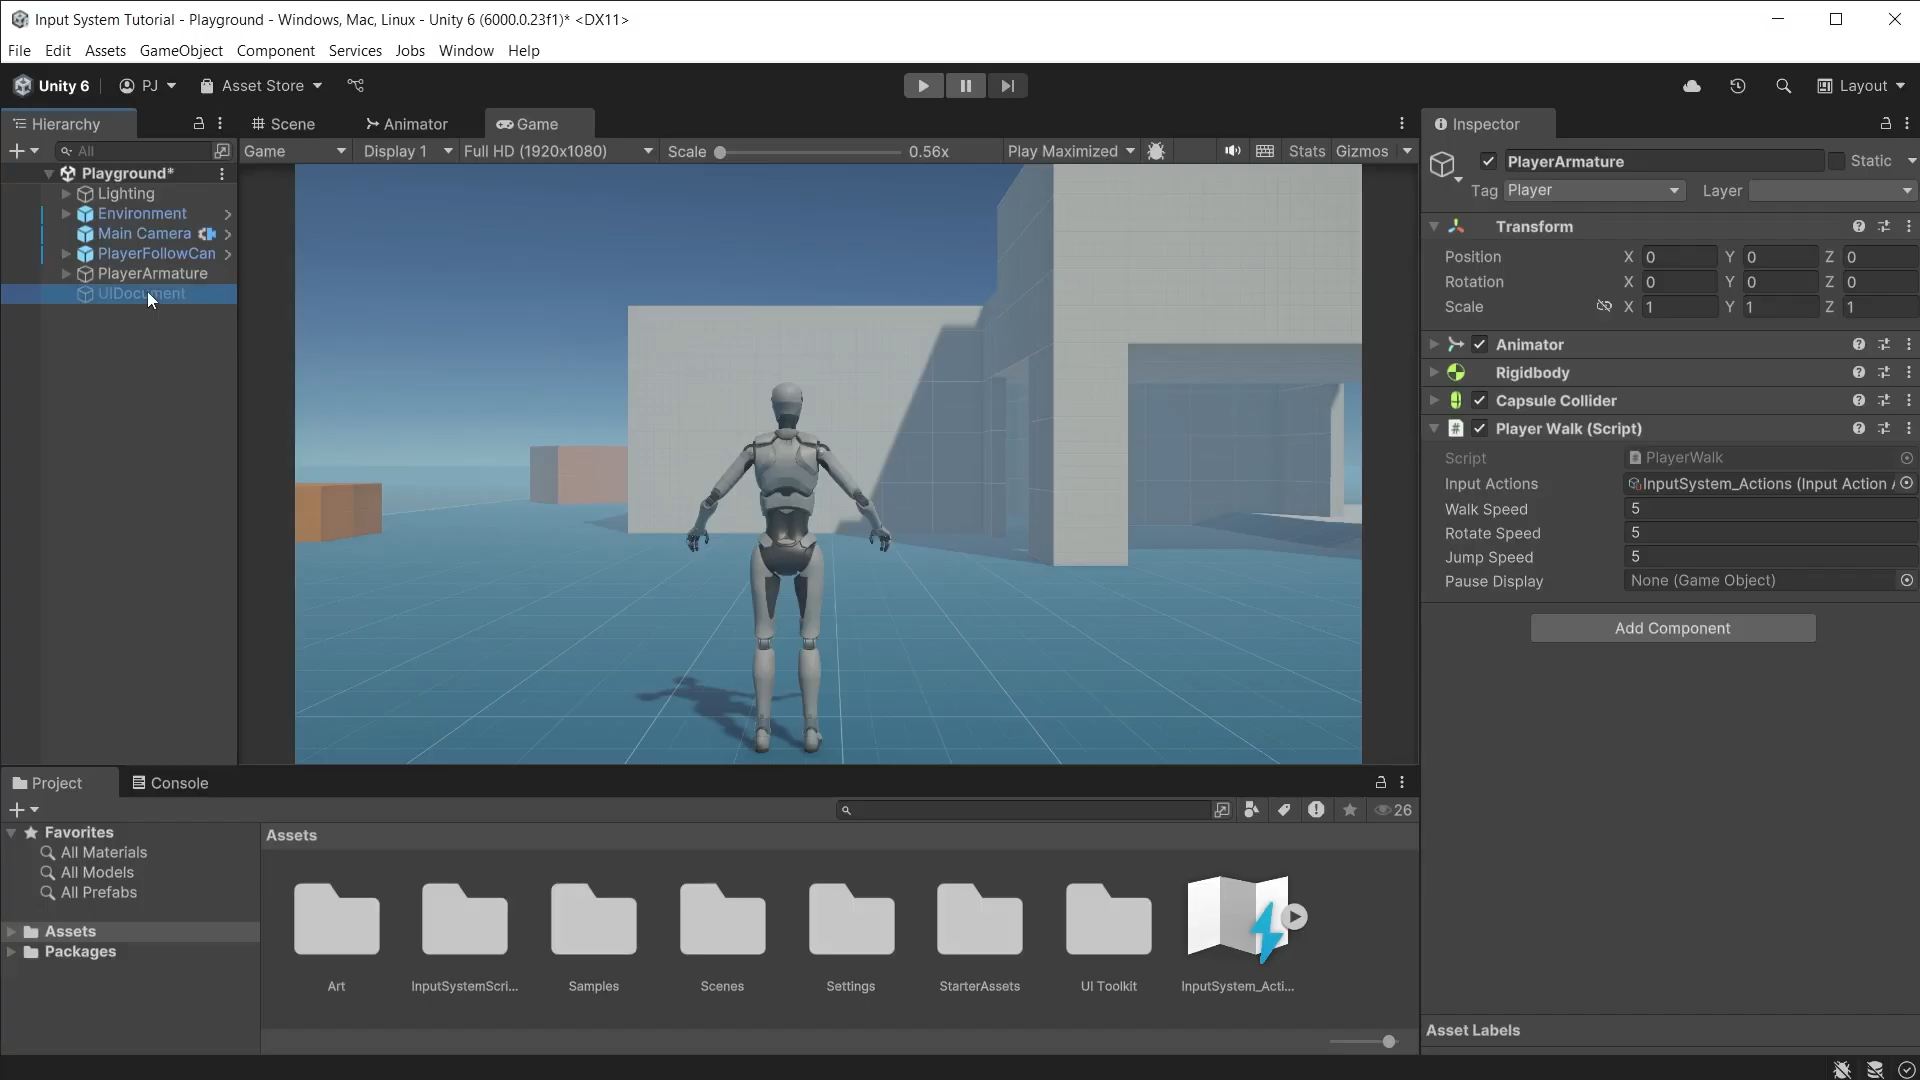 Input System Tutorial - Playground - Windows, Mac, Linux - Unity 6 (6000.0.23f1)* <DX11>
File Edit Assets GameObject Component Services Jobs Window Help
Unity 6 PJ Asset Store Layout
Hierarchy Scene Animator Game Inspector
All Game Display 1 Full HD (1920x1080) Scale 0.56x Play Maximized Stats Gizmos
Playground*
Lighting
Environment
Main Camera
PlayerFollowCan
PlayerArmature
UIDocument
PlayerArmature Static
Tag Player Layer
Transform
Position X 0 Y 0 Z 0
Rotation X 0 Y 0 Z 0
Scale X 1 Y 1 Z 1
Animator
Rigidbody
Capsule Collider
# Player Walk (Script)
Script PlayerWalk
Input Actions InputSystem_Actions (Input Action A
Walk Speed 5
Rotate Speed 5
Jump Speed 5
Pause Display None (Game Object)
Add Component
Project Console
26
Favorites
All Materials
All Models
All Prefabs
Assets
Packages
Assets
Art InputSystemScri... Samples Scenes Settings StarterAssets UI Toolkit InputSystem_Acti...
Asset Labels